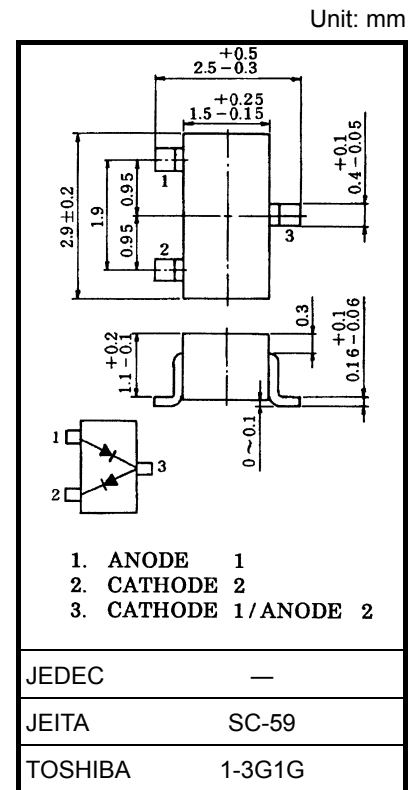 Unit: mm
+0.5
2.5 – 0.3
+0.25
1.5 – 0.15
1
2
3
2.9±0.2
1.9
0.95
0.95
+0.1
0.4 – 0.05
+0.2
1.1 – 0.1
0.3
+0.1
0.16 – 0.06
0 ~ 0.1
1
2
3
1. ANODE 1
2. CATHODE 2
3. CATHODE 1/ANODE 2
JEDEC —
JEITA SC-59
TOSHIBA 1-3G1G